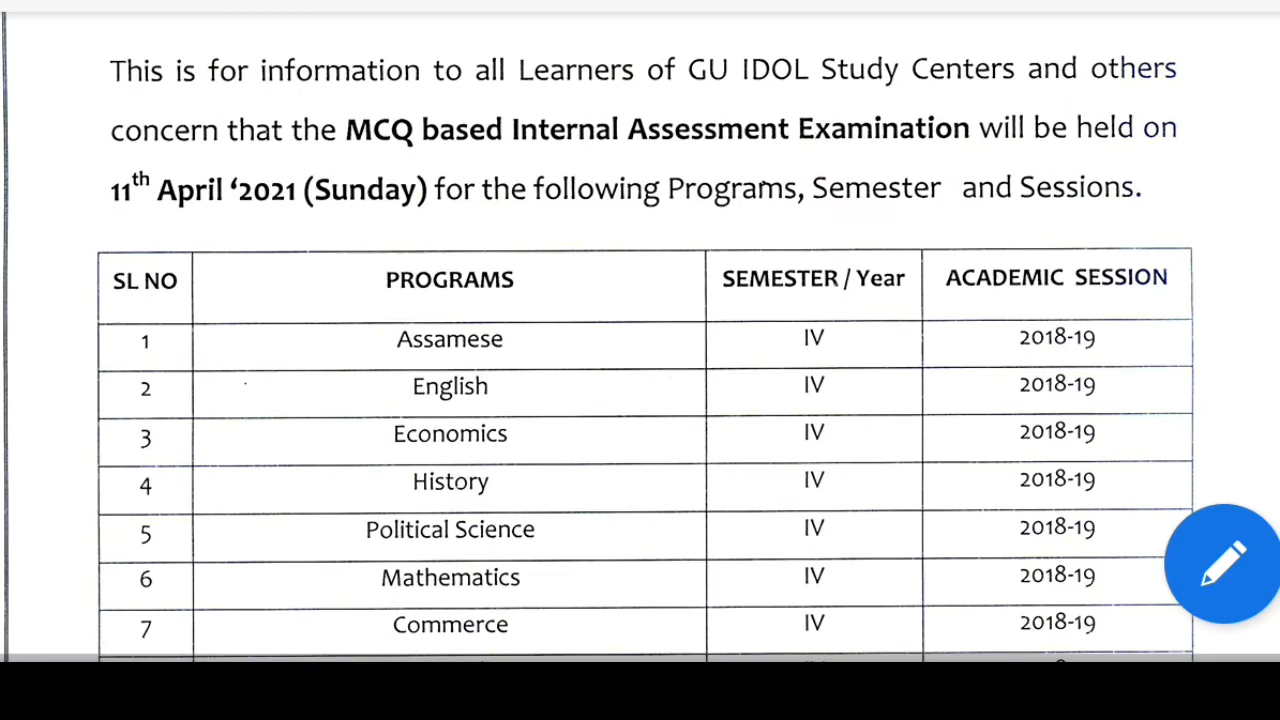 This is for information to all Learners of GU IDOL Study Centers and others
concern that the MCQ based Internal Assessment Examination will be held on
11th April ‘2021 (Sunday) for the following Programs, Semester and Sessions.
SL NO PROGRAMS SEMESTER / Year ACADEMIC SESSION
1 Assamese IV 2018-19
2 English IV 2018-19
3 Economics IV 2018-19
4 History IV 2018-19
5 Political Science IV 2018-19
6 Mathematics IV 2018-19
7 Commerce IV 2018-19